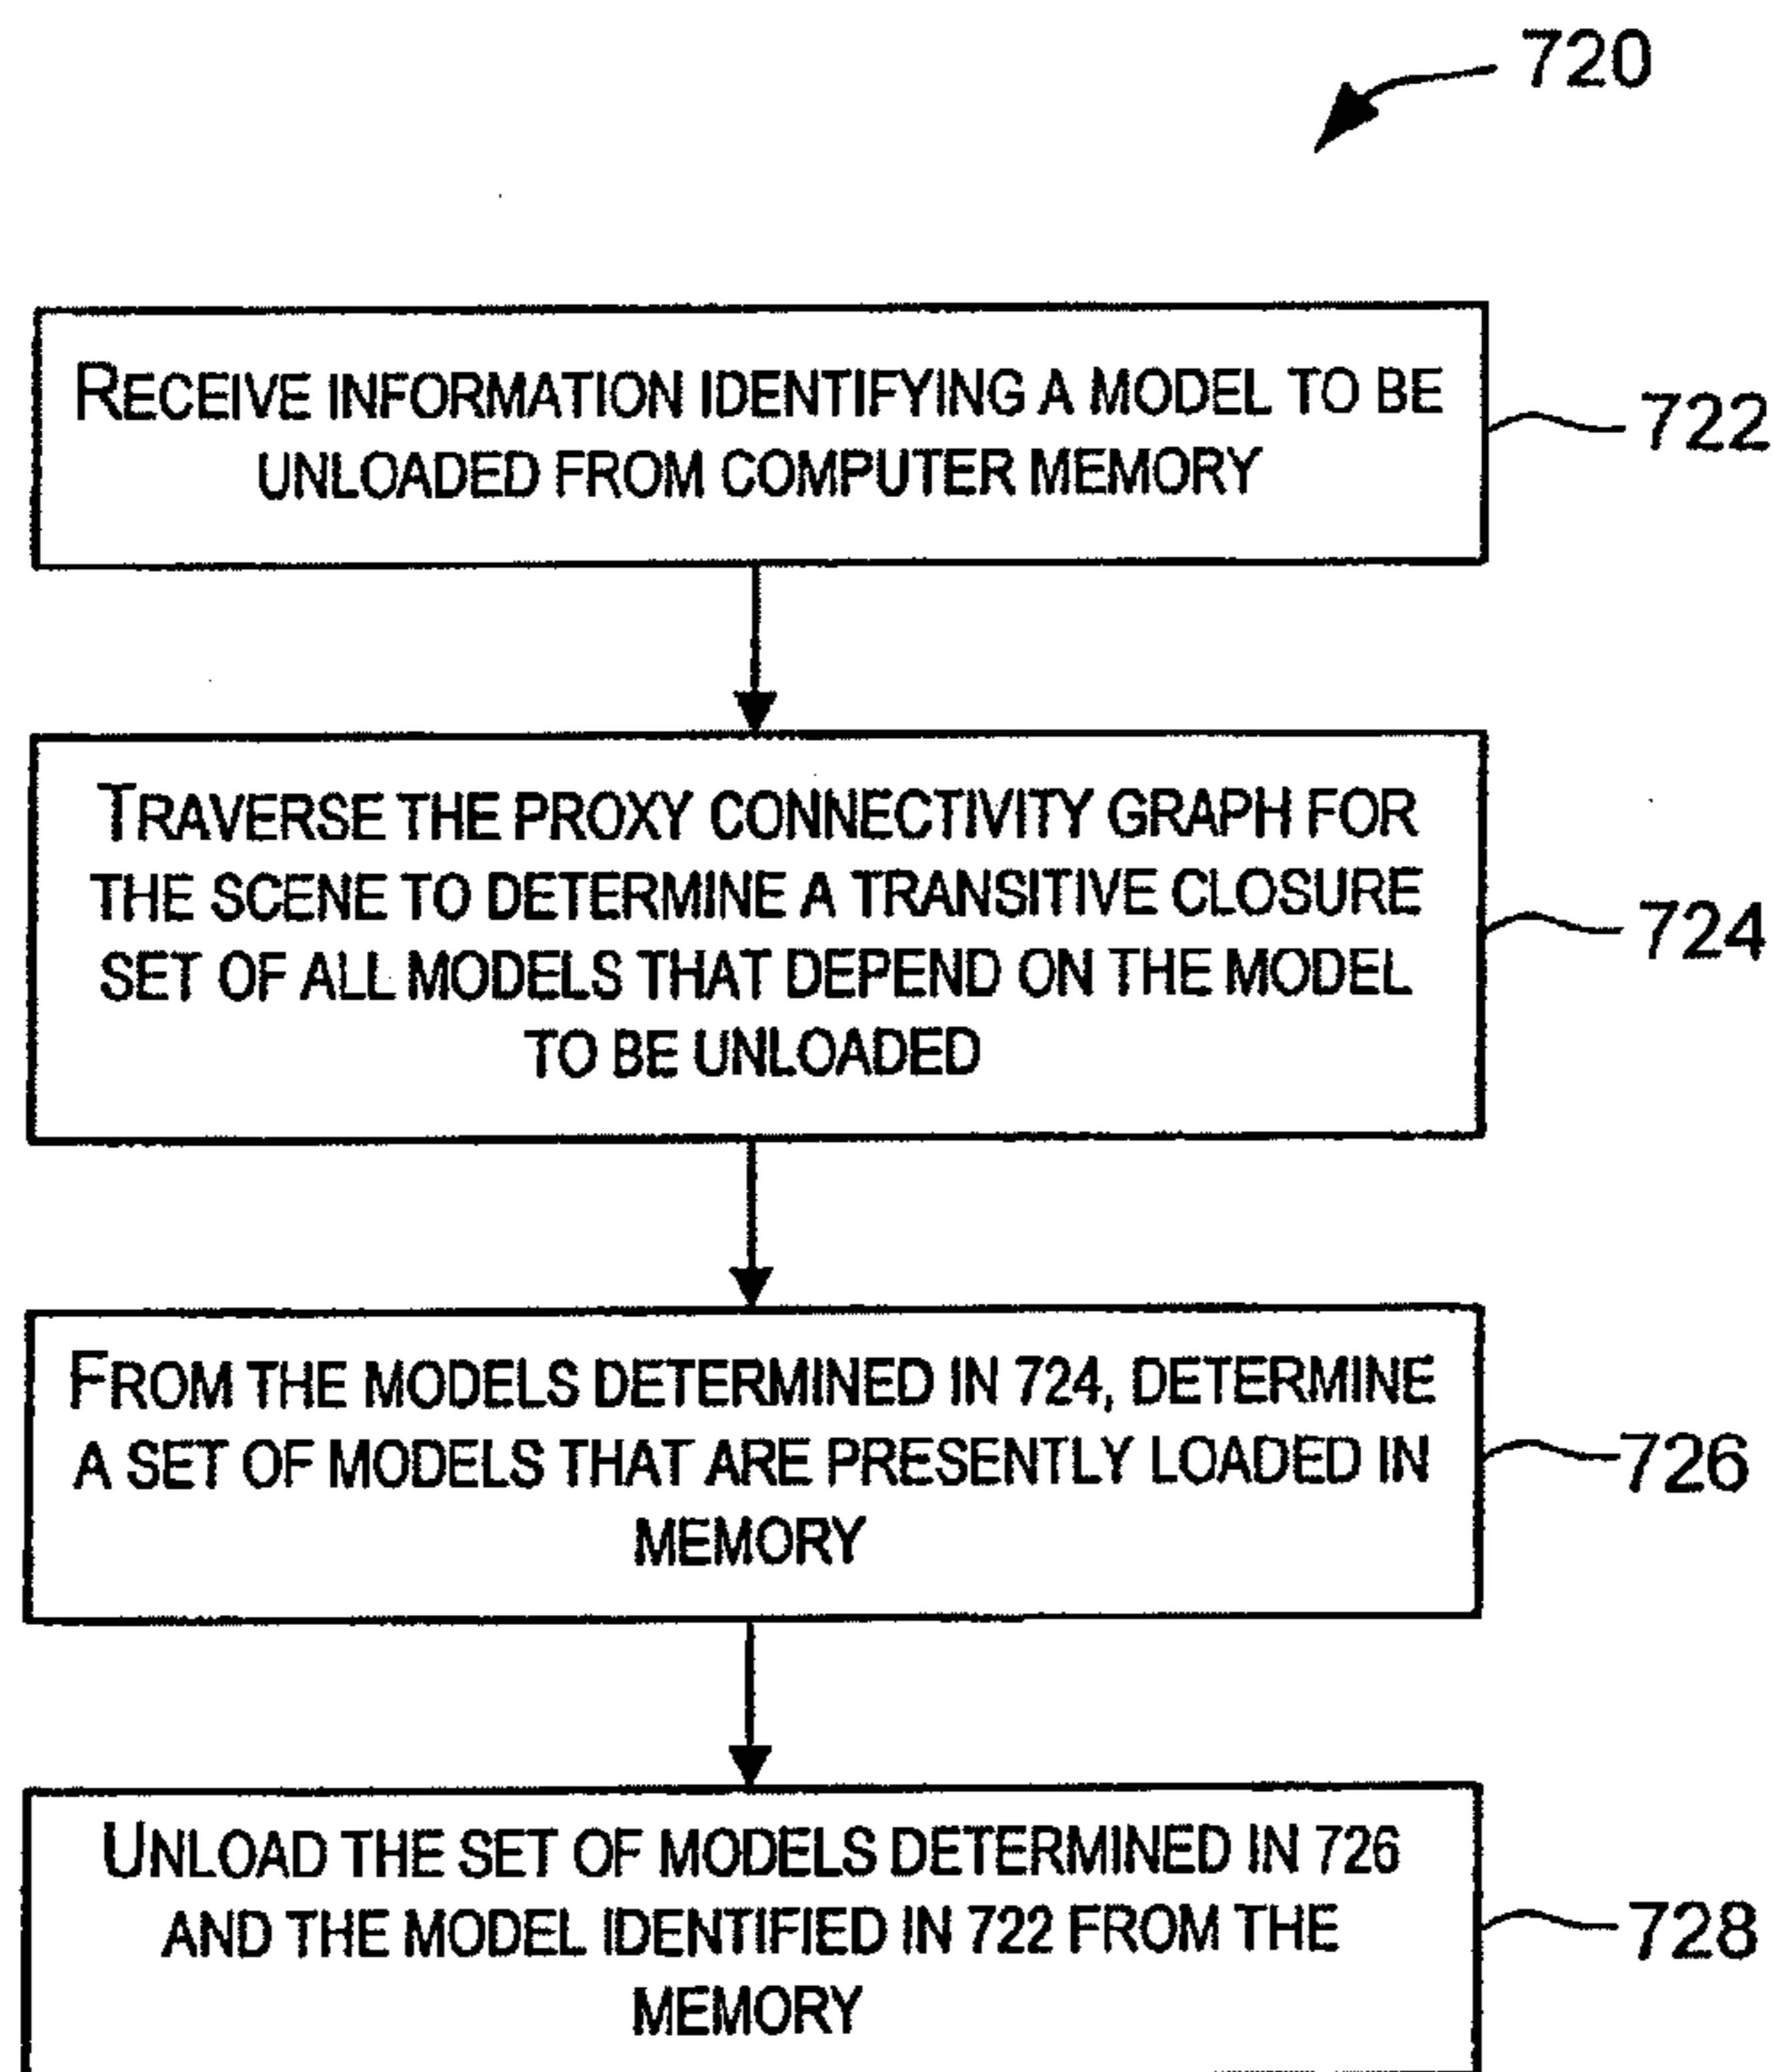 720
RECEIVE INFORMATION IDENTIFYING A MODEL TO BE
UNLOADED FROM COMPUTER MEMORY
722
TRAVERSE THE PROXY CONNECTIVITY GRAPH FOR
THE SCENE TO DETERMINE A TRANSITIVE CLOSURE
SET OF ALL MODELS THAT DEPEND ON THE MODEL
TO BE UNLOADED
724
FROM THE MODELS DETERMINED IN 724, DETERMINE
A SET OF MODELS THAT ARE PRESENTLY LOADED IN
MEMORY
726
UNLOAD THE SET OF MODELS DETERMINED IN 726
AND THE MODEL IDENTIFIED IN 722 FROM THE
MEMORY
728